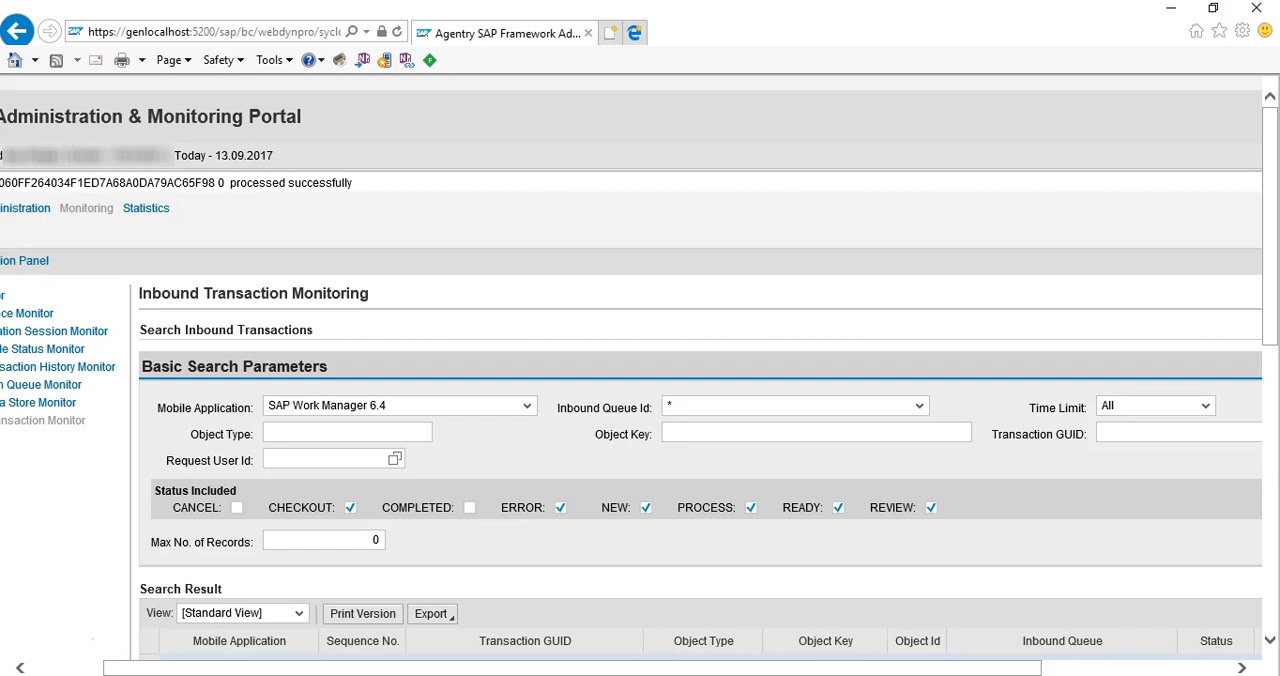 https://genlocalhost:5200/sap/bc/webdynpro/syclo
Agentry SAP Framework Ad...
Page Safety Tools
Administration & Monitoring Portal
Today - 13.09.2017
060FF264034F1ED7A68A0DA79AC65F98 0 processed successfully
inistration Monitoring Statistics
ion Panel
r
ce Monitor
ation Session Monitor
le Status Monitor
saction History Monitor
n Queue Monitor
a Store Monitor
nsaction Monitor
Inbound Transaction Monitoring
Search Inbound Transactions
Basic Search Parameters
Mobile Application: SAP Work Manager 6.4 Inbound Queue Id: * Time Limit: All
Object Type: Object Key: Transaction GUID:
Request User Id:
Status Included
CANCEL: CHECKOUT: COMPLETED: ERROR: NEW: PROCESS: READY: REVIEW:
Max No. of Records: 0
Search Result
View: [Standard View] Print Version Export
Mobile Application Sequence No. Transaction GUID Object Type Object Key Object Id Inbound Queue Status